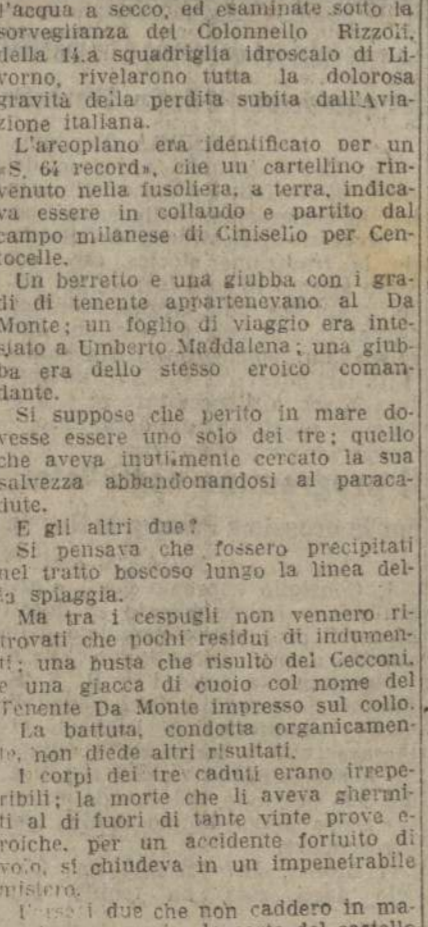 l'acqua a secco, ed esaminate sotto la
sorveglianza del Colonnello Rizzoli,
della 14.a squadriglia idroscalo di Li-
vorno, rivelarono tutta la dolorosa
gravità della perdita subita dall'Avia-
zione italiana.
L'areoplano era identificato per un
«S. 64 record», che un cartellino rin-
venuto nella fusoliera, a terra, indica-
va essere in collaudo e partito dal
campo milanese di Cinisello per Cen-
tocelle.
Un berretto e una giubba con i gra-
di di tenente appartenevano al Da
Monte; un foglio di viaggio era inte-
stato a Umberto Maddalena; una giub-
ba era dello stesso eroico coman-
dante.
Si suppose che perito in mare do-
vesse essere uno solo dei tre; quello
che aveva inutilmente cercato la sua
salvezza abbandonandosi al paraca-
dute.
E gli altri due?
Si pensava che fossero precipitati
nel tratto boscoso lungo la linea del-
la spiaggia.
Ma tra i cespugli non vennero ri-
trovati che pochi residui di indumen-
ti; una busta che risultò del Cecconi,
e una giacca di cuoio col nome del
Tenente Da Monte impresso sul collo.
La battuta, condotta organicamen-
te, non diede altri risultati.
I corpi dei tre caduti erano irrepe-
ribili; la morte che li aveva ghermi-
ti al di fuori di tante vinte prove e-
roiche, per un accidente fortuito di
volo, si chiudeva in un impenetrabile
mistero.
i due che non caddero in ma-